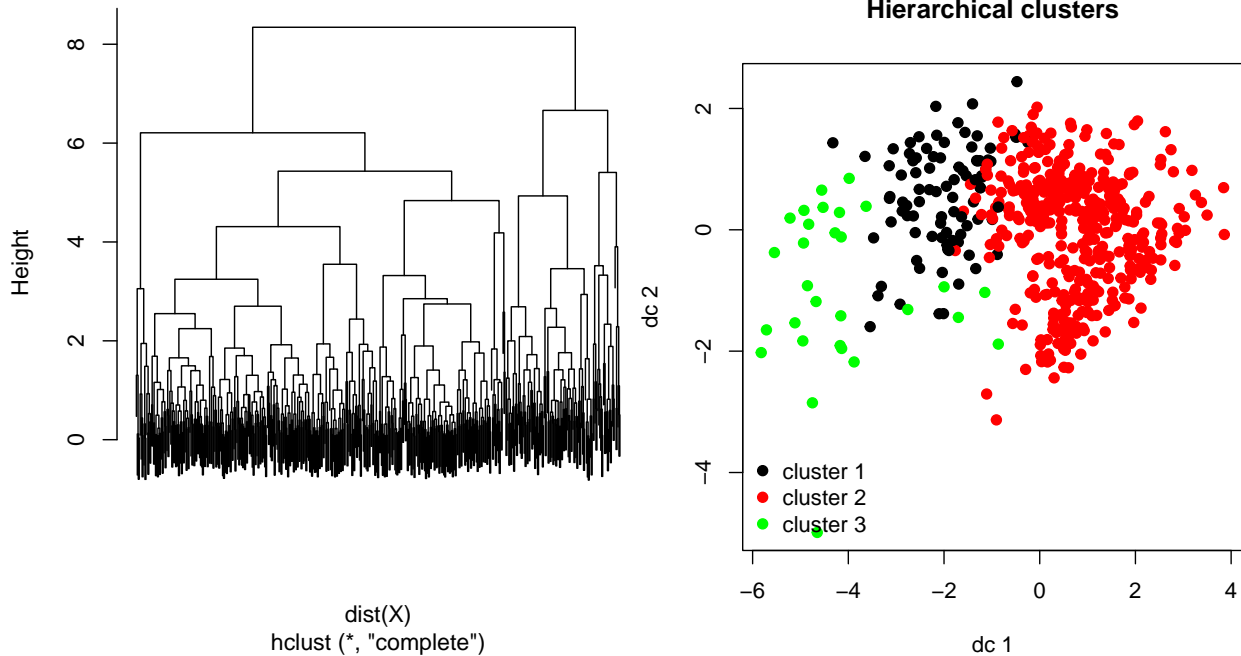 Height
8
6
4
2
0
dist(X)
hclust (*, "complete")
Hierarchical clusters
dc 2
2
0
−2
−4
cluster 1
cluster 2
cluster 3
−6
−4
−2
0
2
4
dc 1